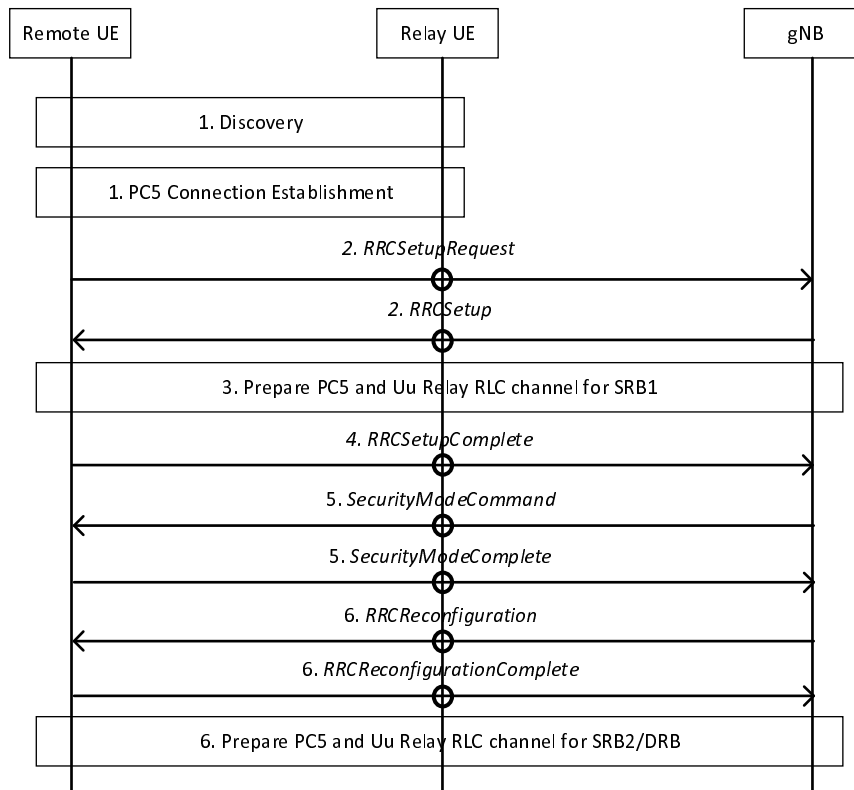 Remote UE
Relay UE
gNB
1. Discovery
1. PC5 Connection Establishment
2. RRCSetupRequest
2. RRCSetup
3. Prepare PC5 and Uu Relay RLC channel for SRB1
4. RRCSetupComplete
5. SecurityModeCommand
5. SecurityModeComplete
6. RRCReconfiguration
6. RRCReconfigurationComplete
6. Prepare PC5 and Uu Relay RLC channel for SRB2/DRB